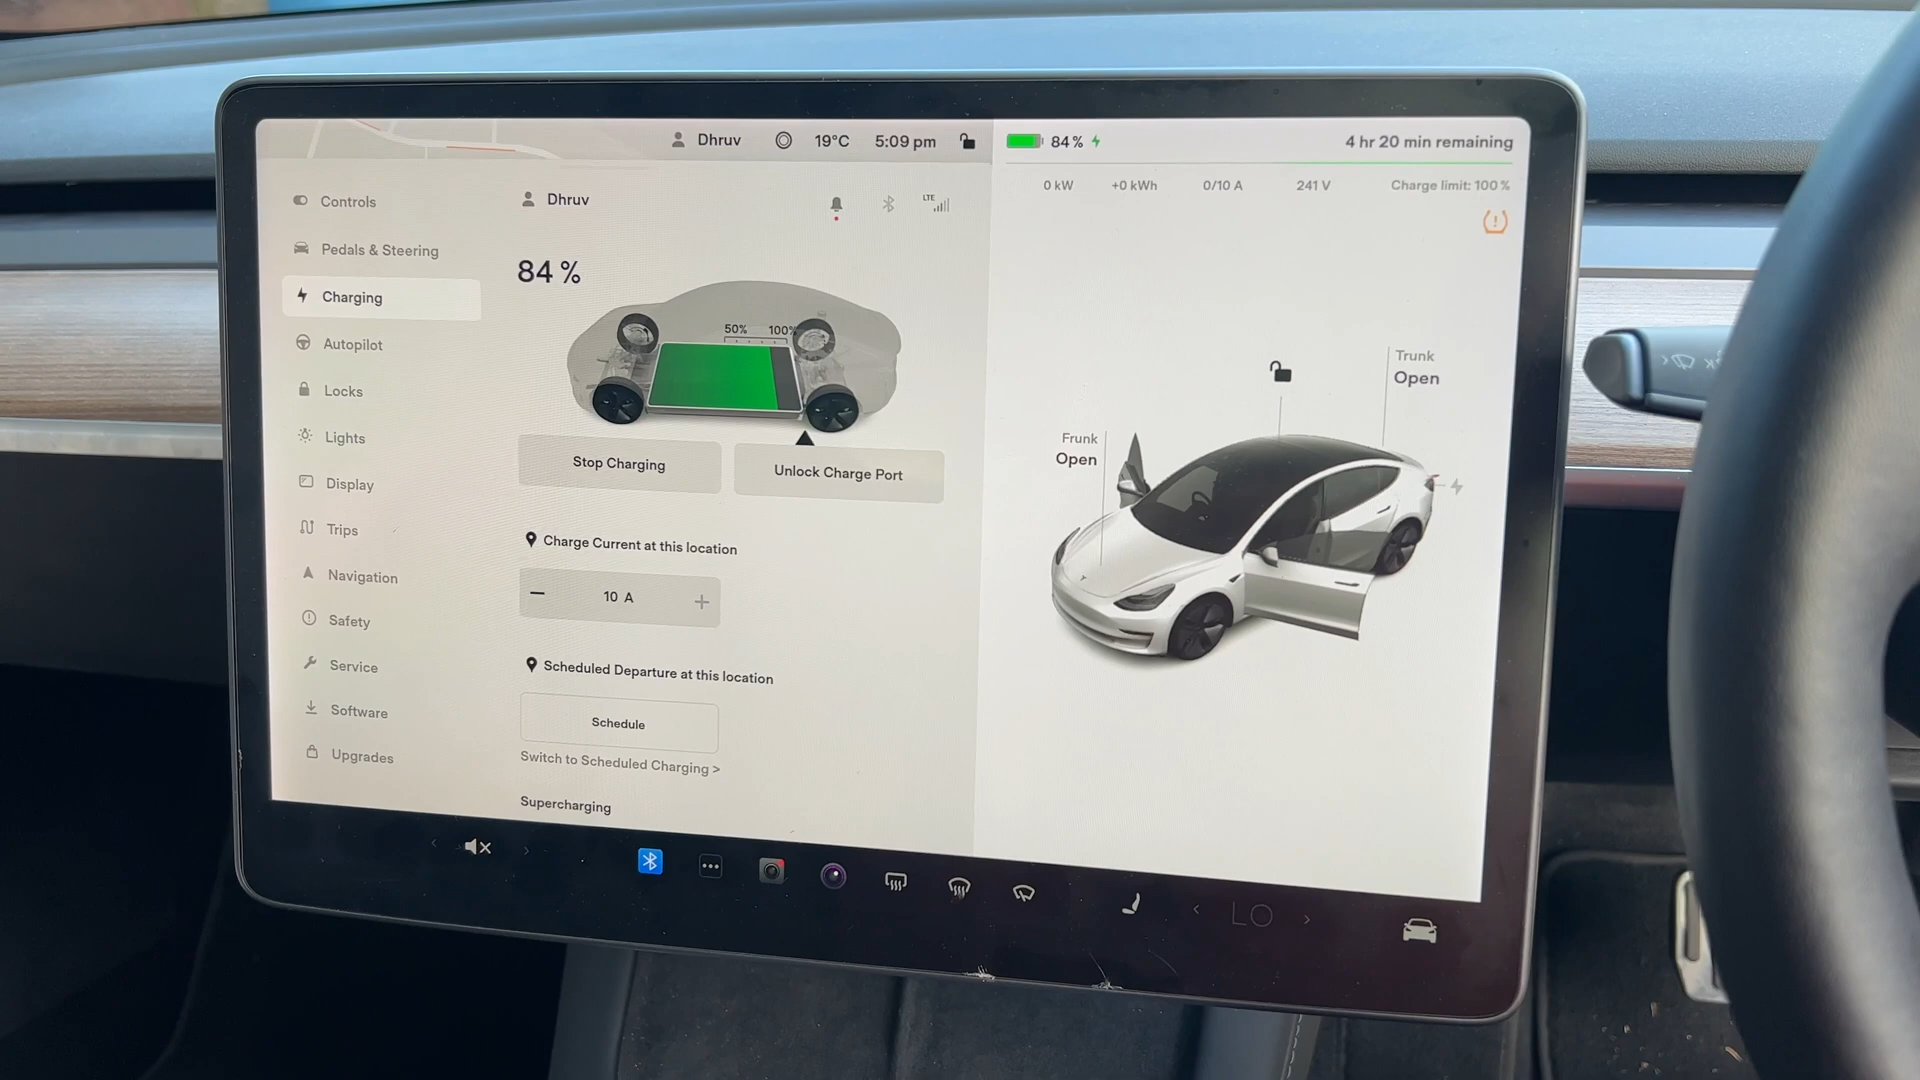 Dhruv
19°C
5:09 pm
84 %
4 hr 20 min remaining
0 kW
+0 kWh
0/10 A
241 V
Charge limit: 100 %
Controls
Pedals & Steering
Charging
Autopilot
Locks
Lights
Display
Trips
Navigation
Safety
Service
Software
Upgrades
Dhruv
LTE
84 %
50%
100%
Stop Charging
Unlock Charge Port
Charge Current at this location
− 10 A +
Scheduled Departure at this location
Schedule
Switch to Scheduled Charging >
Supercharging
Trunk
Open
Frunk
Open
< LO >